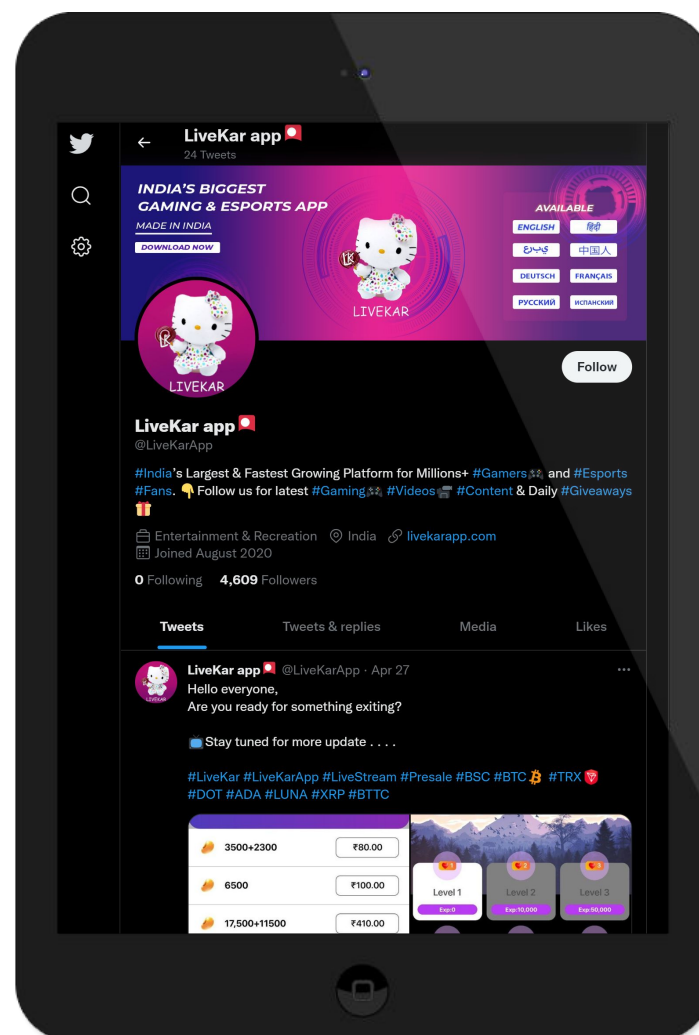 LiveKar app
24 Tweets
INDIA'S BIGGEST
GAMING & ESPORTS APP
MADE IN INDIA
DOWNLOAD NOW
LK
LIVEKAR
AVAILABLE
ENGLISH हिंदी
يبرع 中国人
DEUTSCH FRANÇAIS
РУССКИЙ ИСПАНСКИЙ
LIVEKAR
Follow
LiveKar app
@LiveKarApp
#India's Largest & Fastest Growing Platform for Millions+ #Gamers🎮 and #Esports
#Fans. 👇Follow us for latest #Gaming🎮 #Videos📹 #Content & Daily #Giveaways
🎁
Entertainment & Recreation India livekarapp.com
Joined August 2020
0 Following 4,609 Followers
Tweets Tweets & replies Media Likes
LiveKar app @LiveKarApp · Apr 27
Hello everyone,
Are you ready for something exiting?
📺Stay tuned for more update . . . .
#LiveKar #LiveKarApp #LiveStream #Presale #BSC #BTC #TRX
#DOT #ADA #LUNA #XRP #BTTC
3500+2300 ₹80.00
6500 ₹100.00
17,500+11500 ₹410.00
Level 1 Level 2 Level 3
Exp:0 Exp:10,000 Exp:50,000